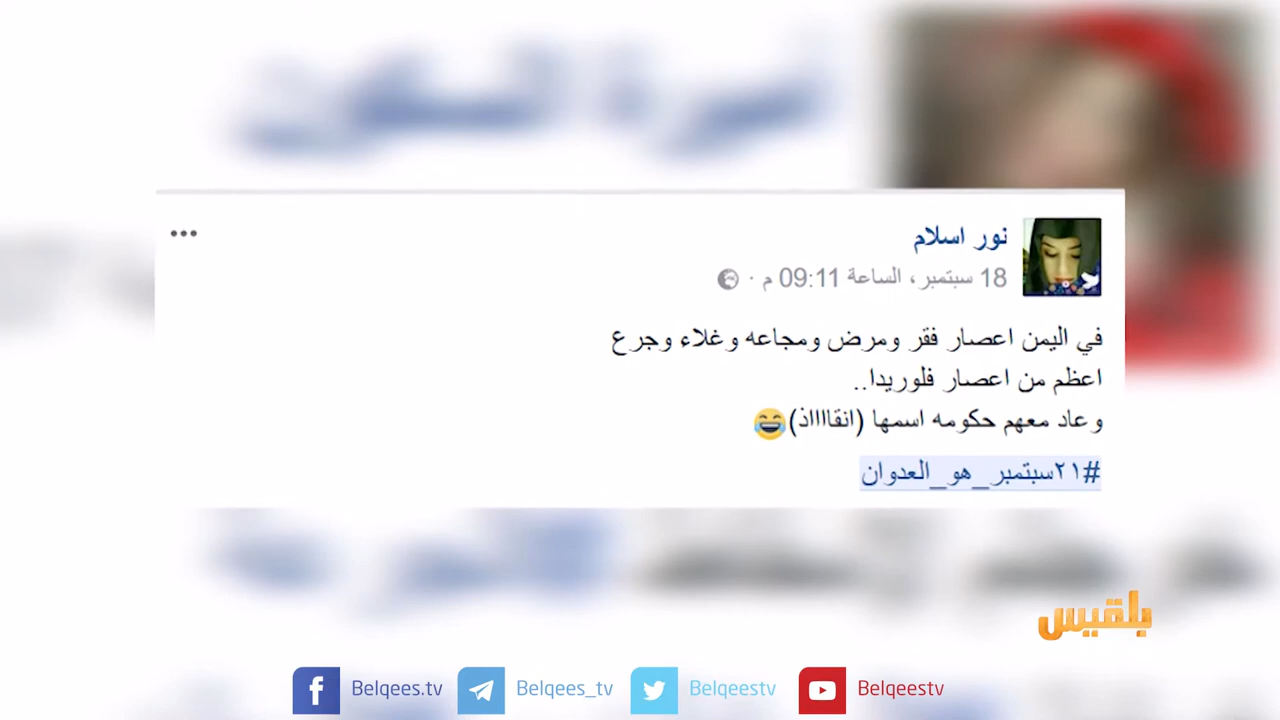 نور اسلام
18 سبتمبر، الساعة 09:11 م ·
في اليمن اعصار فقر ومرض ومجاعه وغلاء وجرع
اعظم من اعصار فلوريدا..
وعاد معهم حكومه اسمها (انقاااذ)😂
#٢١سبتمبر_هو_العدوان
بلقيس
Belqees.tv
Belqees_tv
Belqeestv
Belqeestv